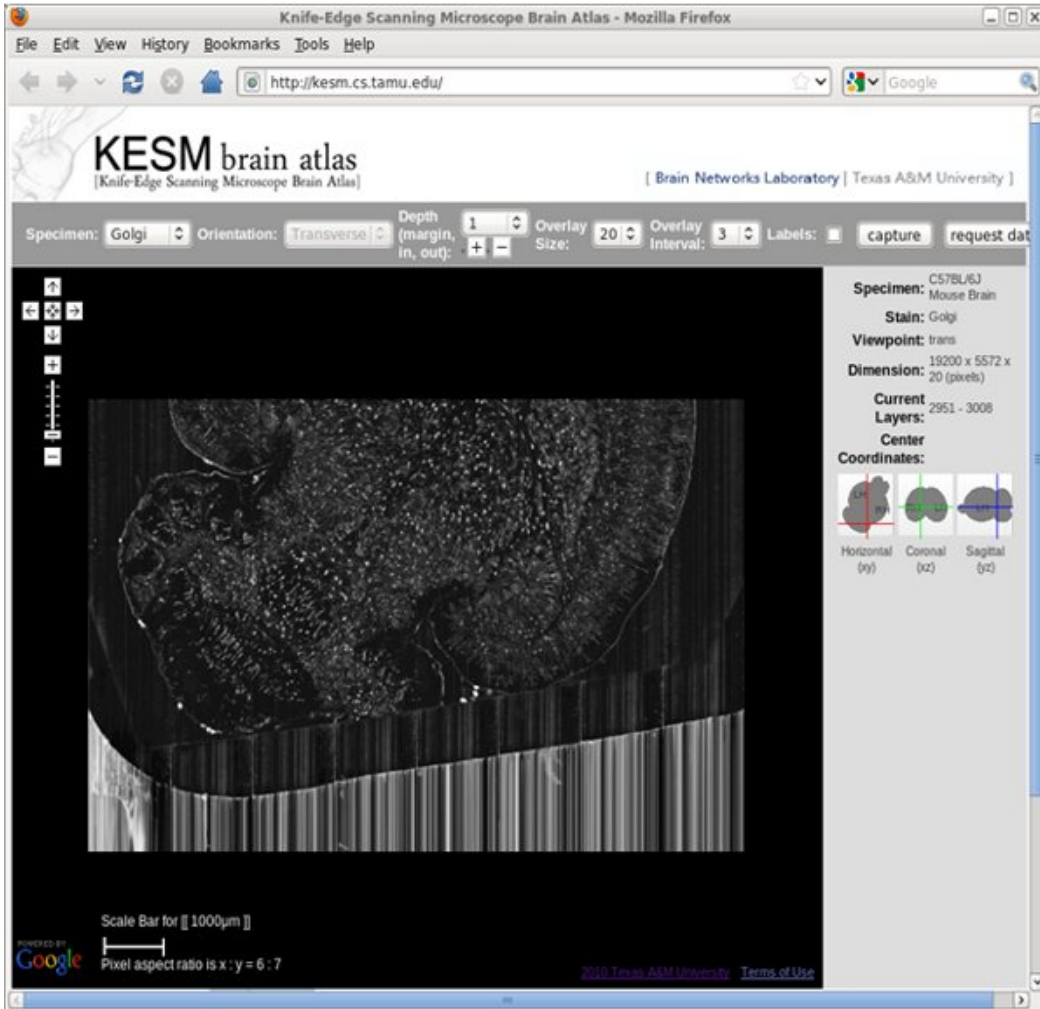 Knife-Edge Scanning Microscope Brain Atlas - Mozilla Firefox
File Edit View History Bookmarks Tools Help
http://kesm.cs.tamu.edu/
Google
KESM brain atlas
[Knife-Edge Scanning Microscope Brain Atlas]
[ Brain Networks Laboratory | Texas A&M University ]
Specimen: Golgi Orientation: Transverse Depth (margin, in, out): 1 + - Overlay Size: 20 Overlay Interval: 3 Labels: capture request dat
Specimen: C57BL/6J Mouse Brain
Stain: Golgi
Viewpoint: trans
Dimension: 19200 x 5572 x 20 (pixels)
Current Layers: 2951 - 3008
Center Coordinates:
Horizontal (xy) Coronal (xz) Sagittal (yz)
Scale Bar for [[ 1000μm ]]
Pixel aspect ratio is x : y = 6 : 7
POWERED BY
Google
2010 Texas A&M University Terms of Use